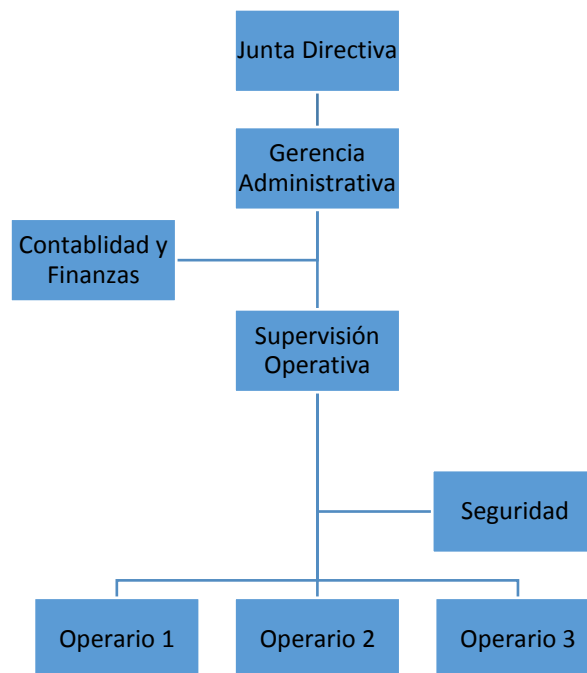 Junta Directiva
Gerencia
Administrativa
Contablidad y
Finanzas
Supervisión
Operativa
Seguridad
Operario 1
Operario 2
Operario 3